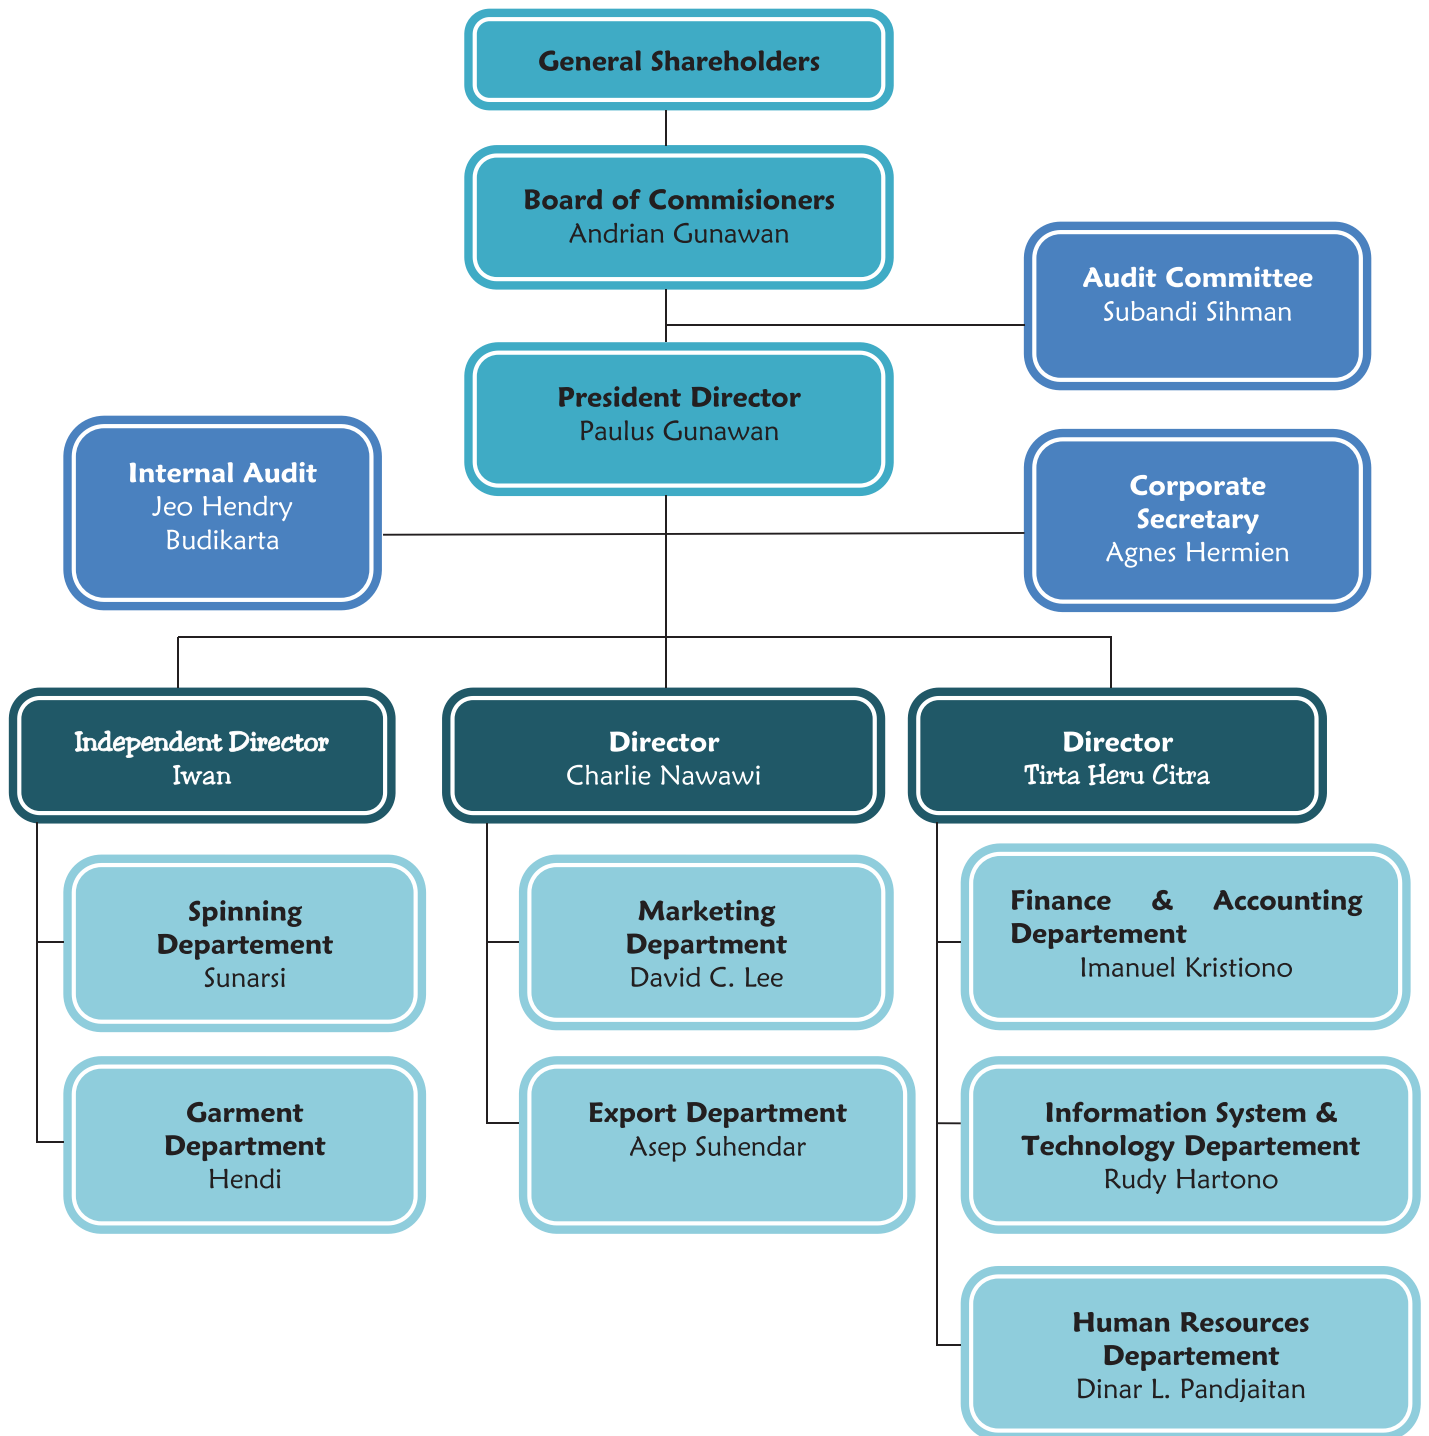 General Shareholders
Board of Commisioners
Andrian Gunawan
Audit Committee
Subandi Sihman
President Director
Paulus Gunawan
Internal Audit
Jeo Hendry
Budikarta
Corporate
Secretary
Agnes Hermien
Independent Director
Iwan
Director
Charlie Nawawi
Director
Tirta Heru Citra
Spinning
Departement
Sunarsi
Marketing
Department
David C. Lee
Finance & Accounting
Departement
Imanuel Kristiono
Garment
Department
Hendi
Export Department
Asep Suhendar
Information System &
Technology Departement
Rudy Hartono
Human Resources
Departement
Dinar L. Pandjaitan